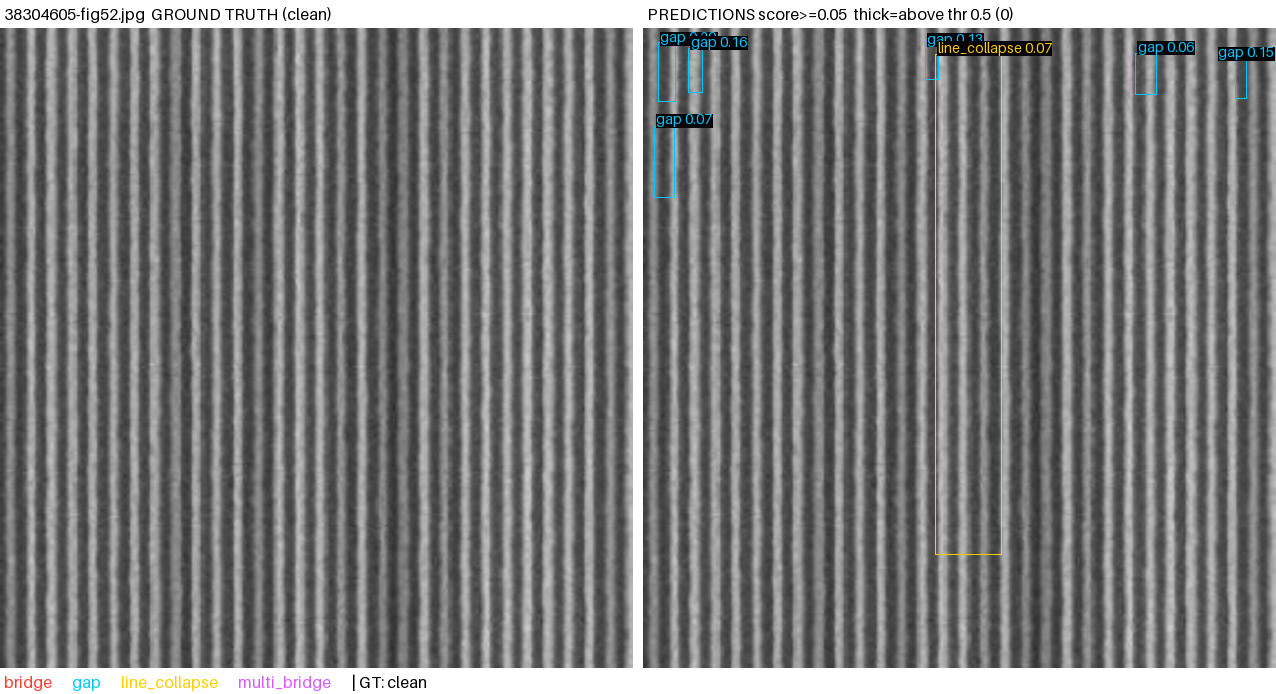 38304605-fig52.jpg GROUND TRUTH (clean)
PREDICTIONS score>=0.05 thick=above thr 0.5 (0)
gap
gap 0.16
gap 0.13
line_collapse 0.07
gap 0.06
gap 0.15
gap 0.07
bridge gap line_collapse multi_bridge | GT: clean